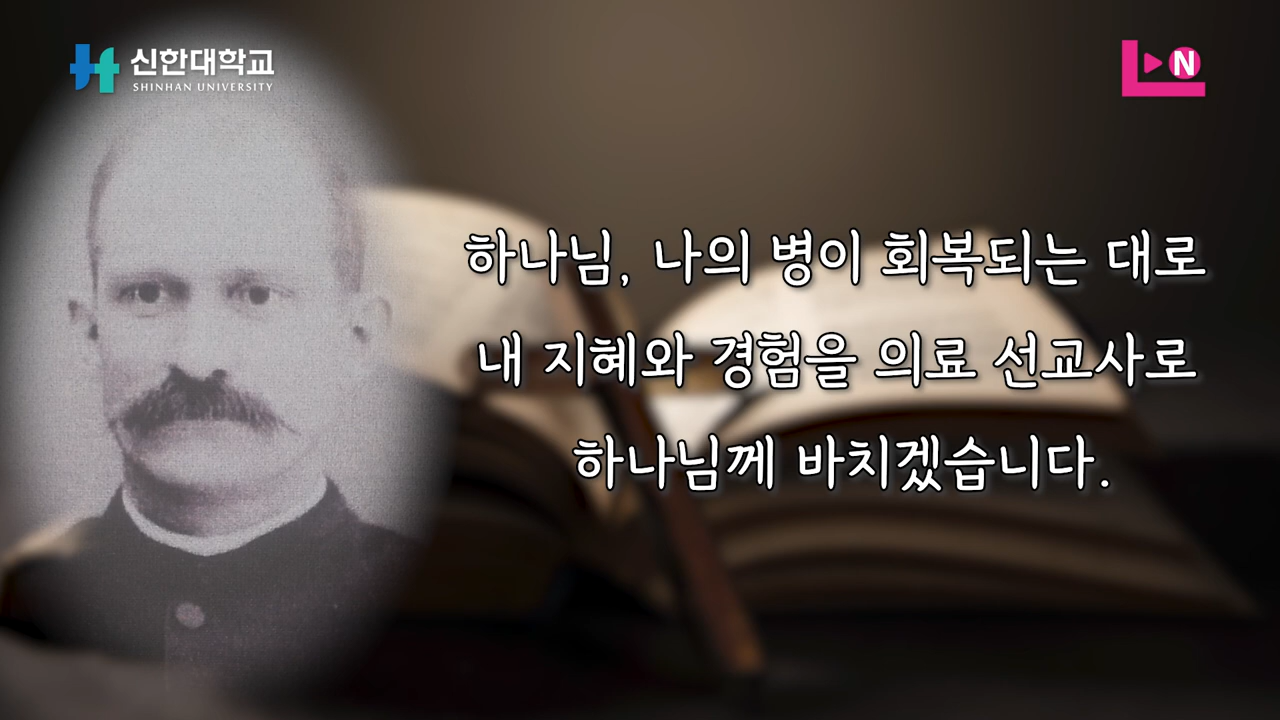 신한대학교
SHINHAN UNIVERSITY
N
하나님, 나의 병이 회복되는 대로
내 지혜와 경험을 의료 선교사로
하나님께 바치겠습니다.